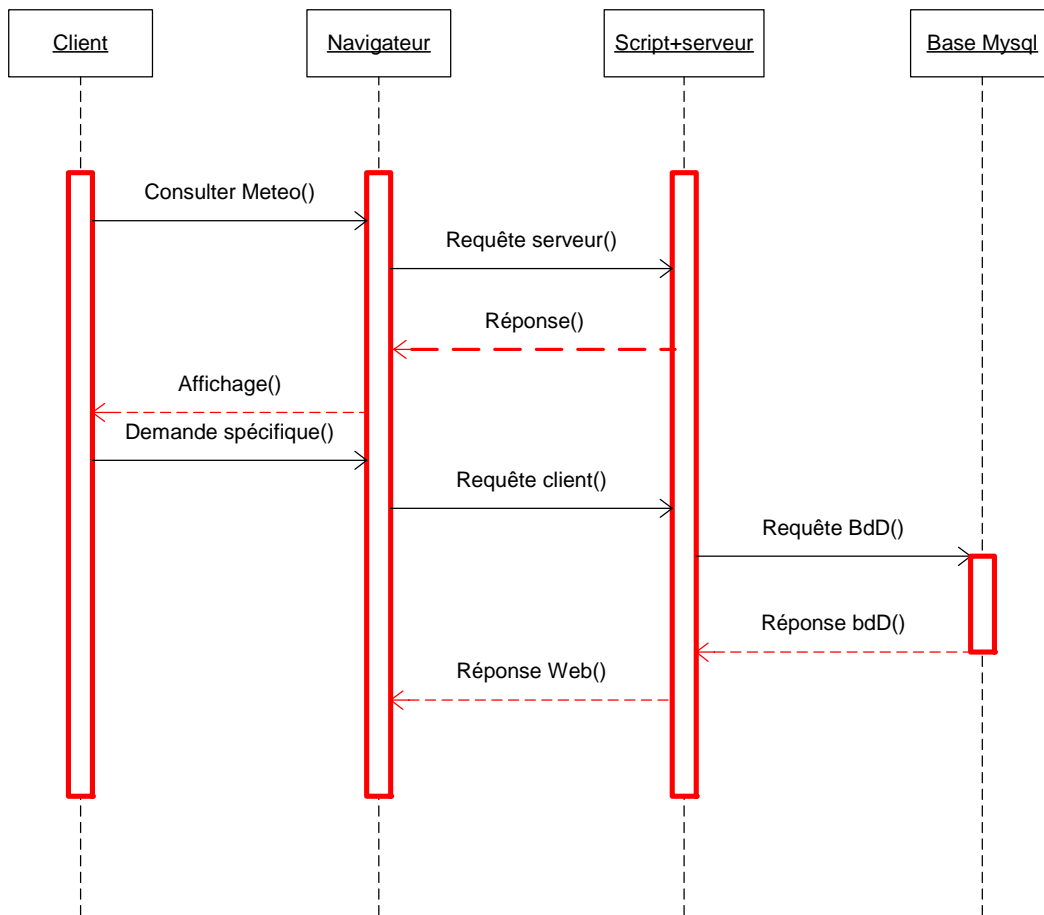 Client
Navigateur
Script+serveur
Base Mysql
Consulter Meteo()
Requête serveur()
Réponse()
Affichage()
Demande spécifique()
Requête client()
Requête BdD()
Réponse bdD()
Réponse Web()